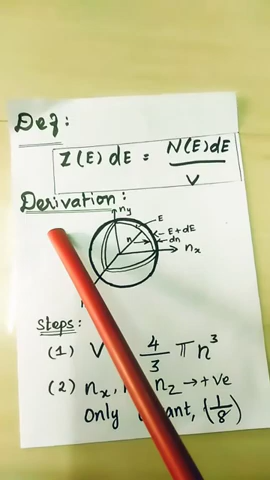 Def:
Z(E) dE = N(E)dE
V
Derivation:
ny
E
E+dE
n
dn
nx
Steps:
(1) V 4/3 π n³
(2) nx, nz → +ve
Only ant, (1/8)